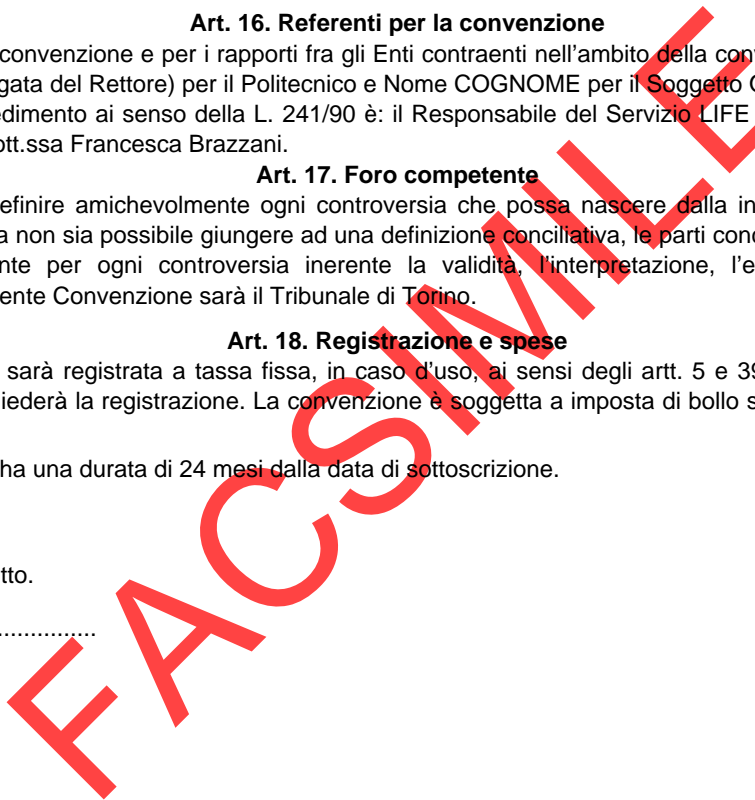 Art. 16. Referenti per la convenzione
convenzione e per i rapporti fra gli Enti contraenti nell'ambito della conv
gata del Rettore) per il Politecnico e Nome COGNOME per il Soggetto
edimento ai senso della L. 241/90 è: il Responsabile del Servizio LIFE
ott.ssa Francesca Brazzani.
Art. 17. Foro competente
efinire amichevolmente ogni controversia che possa nascere dalla in
a non sia possibile giungere ad una definizione conciliativa, le parti conc
nte per ogni controversia inerente la validità, l'interpretazione, l'e
ente Convenzione sarà il Tribunale di Torino.
Art. 18. Registrazione e spese
sarà registrata a tassa fissa, in caso d'uso, ai sensi degli artt. 5 e 39
iederà la registrazione. La convenzione è soggetta a imposta di bollo s
ha una durata di 24 mesi dalla data di sottoscrizione.
tto.
...............
FACSIMILE